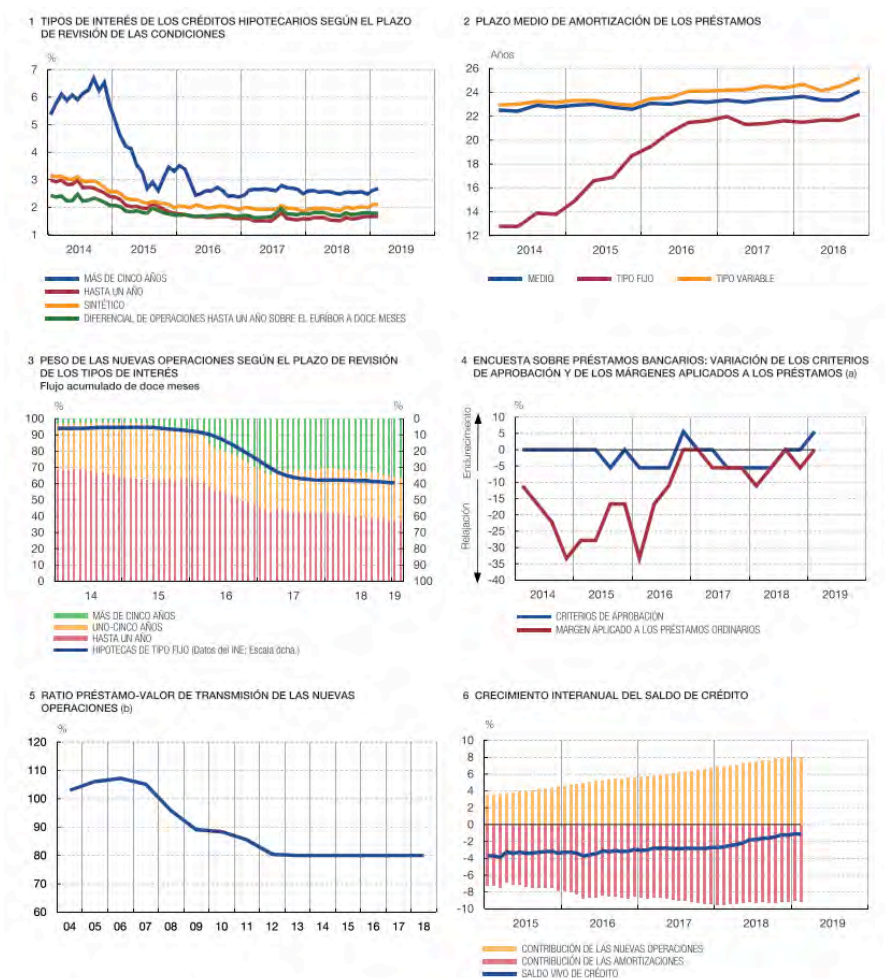 1 TIPOS DE INTERÉS DE LOS CRÉDITOS HIPOTECARIOS SEGÚN EL PLAZO
DE REVISIÓN DE LAS CONDICIONES
%
7
6
5
4
3
2
1
2014 2015 2016 2017 2018 2019
MÁS DE CINCO AÑOS
HASTA UN AÑO
SINTÉTICO
DIFERENCIAL DE OPERACIONES HASTA UN AÑO SOBRE EL EURÍBOR A DOCE MESES
2 PLAZO MEDIO DE AMORTIZACIÓN DE LOS PRÉSTAMOS
Años
26
24
22
20
18
16
14
12
2014 2015 2016 2017 2018
MEDIO TIPO FIJO TIPO VARIABLE
3 PESO DE LAS NUEVAS OPERACIONES SEGÚN EL PLAZO DE REVISIÓN
DE LOS TIPOS DE INTERÉS
Flujo acumulado de doce meses
% %
100 0
90 10
80 20
70 30
60 40
50 50
40 60
30 70
20 80
10 90
0 100
14 15 16 17 18 19
MÁS DE CINCO AÑOS
UNO-CINCO AÑOS
HASTA UN AÑO
HIPOTECAS DE TIPO FIJO (Datos del INE; Escala dcha.)
4 ENCUESTA SOBRE PRÉSTAMOS BANCARIOS: VARIACIÓN DE LOS CRITERIOS
DE APROBACIÓN Y DE LOS MÁRGENES APLICADOS A LOS PRÉSTAMOS (a)
%
Endurecimiento
Relajación
10
5
0
-5
-10
-15
-20
-25
-30
-35
-40
2014 2015 2016 2017 2018 2019
CRITERIOS DE APROBACIÓN
MARGEN APLICADO A LOS PRÉSTAMOS ORDINARIOS
5 RATIO PRÉSTAMO-VALOR DE TRANSMISIÓN DE LAS NUEVAS
OPERACIONES (b)
%
120
110
100
90
80
70
60
04 05 06 07 08 09 10 11 12 13 14 15 16 17 18
6 CRECIMIENTO INTERANUAL DEL SALDO DE CRÉDITO
%
10
8
6
4
2
0
-2
-4
-6
-8
-10
2015 2016 2017 2018 2019
CONTRIBUCIÓN DE LAS NUEVAS OPERACIONES
CONTRIBUCIÓN DE LAS AMORTIZACIONES
SALDO VIVO DE CRÉDITO